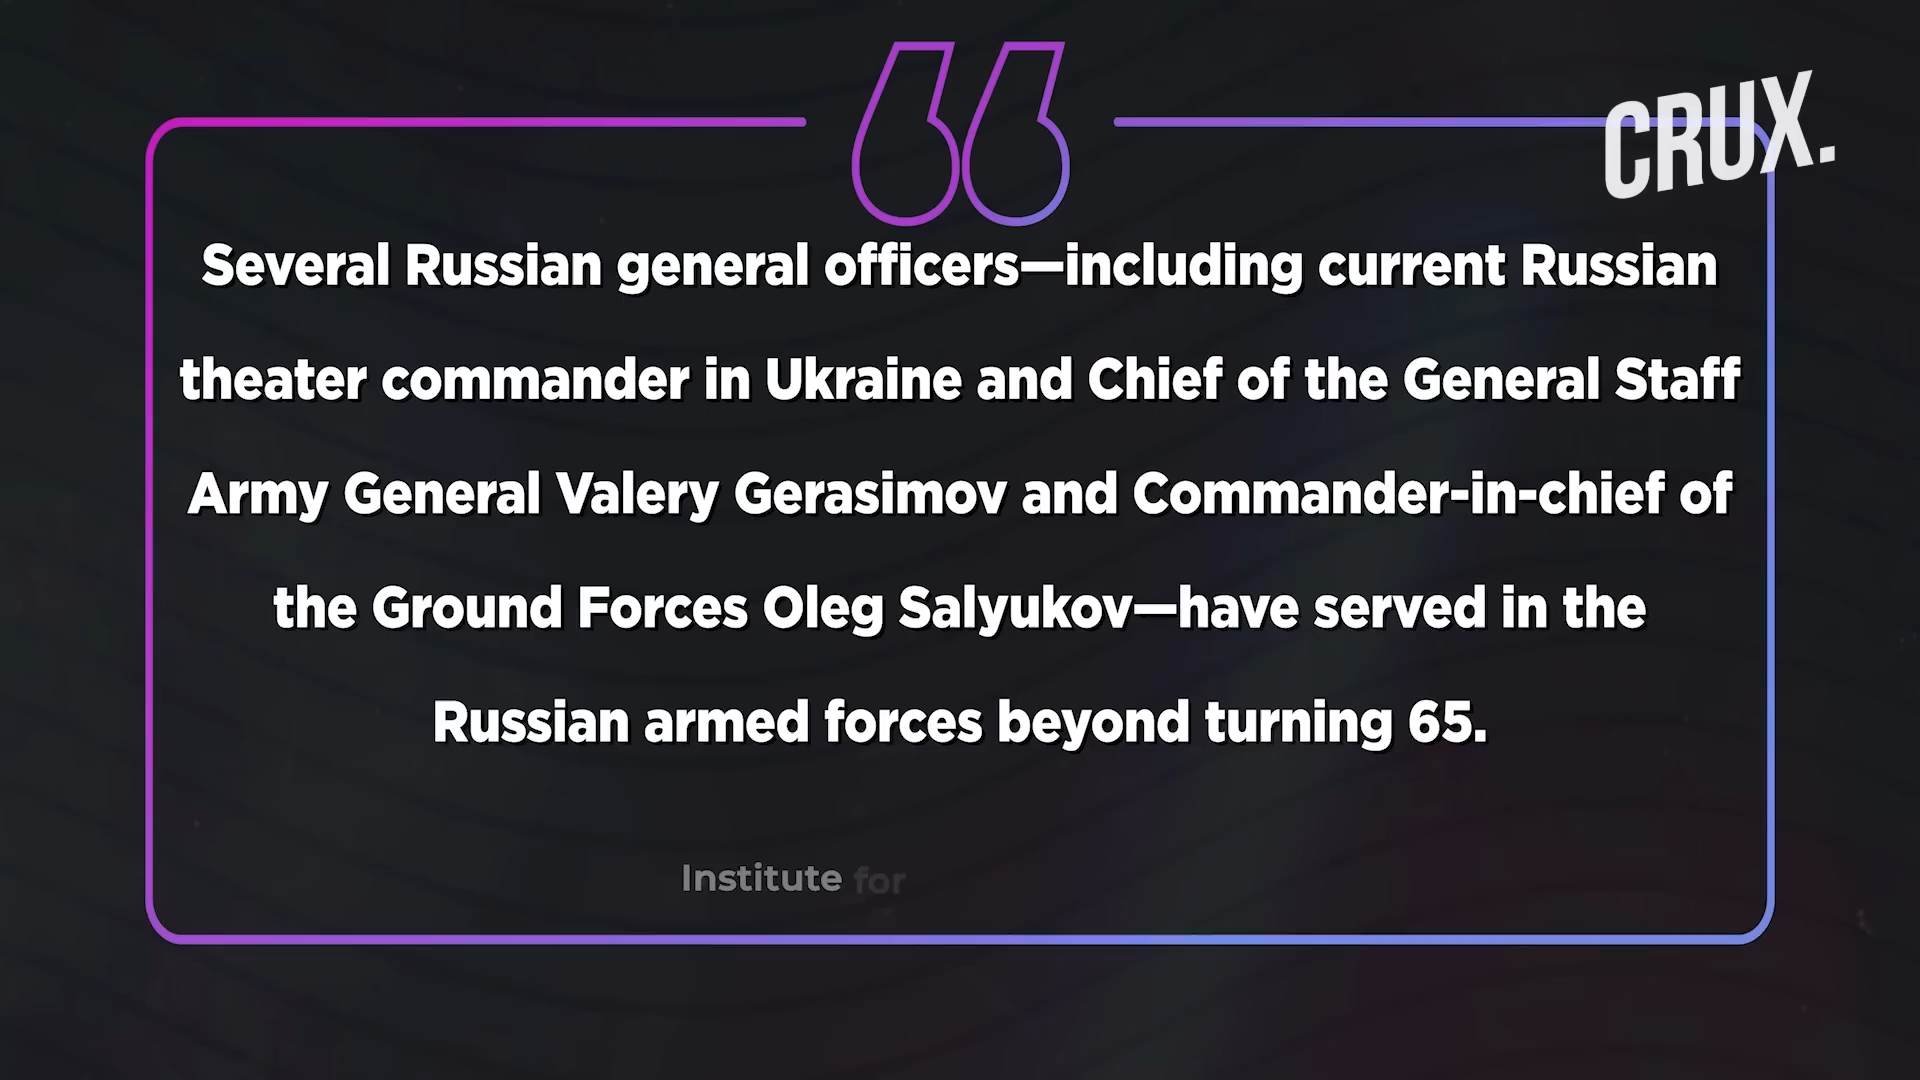 CRUX.
Several Russian general officers—including current Russian
theater commander in Ukraine and Chief of the General Staff
Army General Valery Gerasimov and Commander-in-chief of
the Ground Forces Oleg Salyukov—have served in the
Russian armed forces beyond turning 65.
Institute for